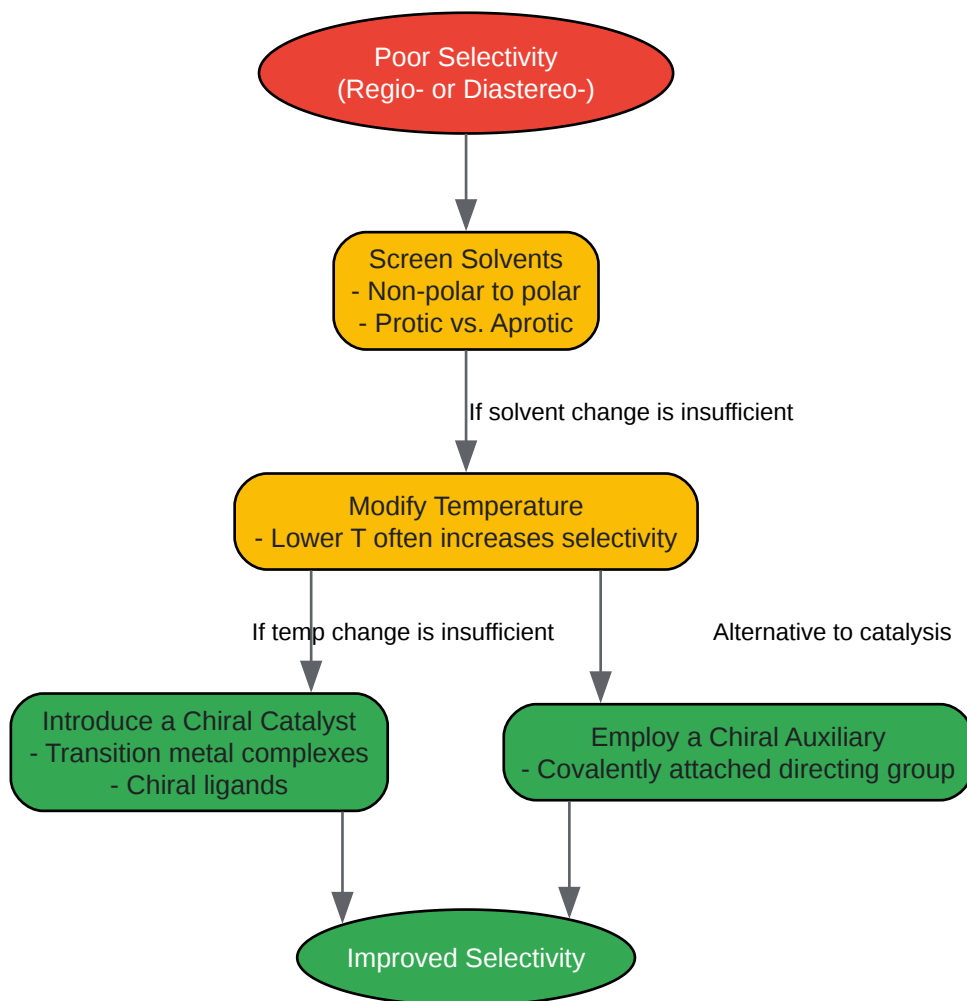 Poor Selectivity
(Regio- or Diastereo-)
Screen Solvents
- Non-polar to polar
- Protic vs. Aprotic
If solvent change is insufficient
Modify Temperature
- Lower T often increases selectivity
If temp change is insufficient
Alternative to catalysis
Introduce a Chiral Catalyst
- Transition metal complexes
- Chiral ligands
Employ a Chiral Auxiliary
- Covalently attached directing group
Improved Selectivity